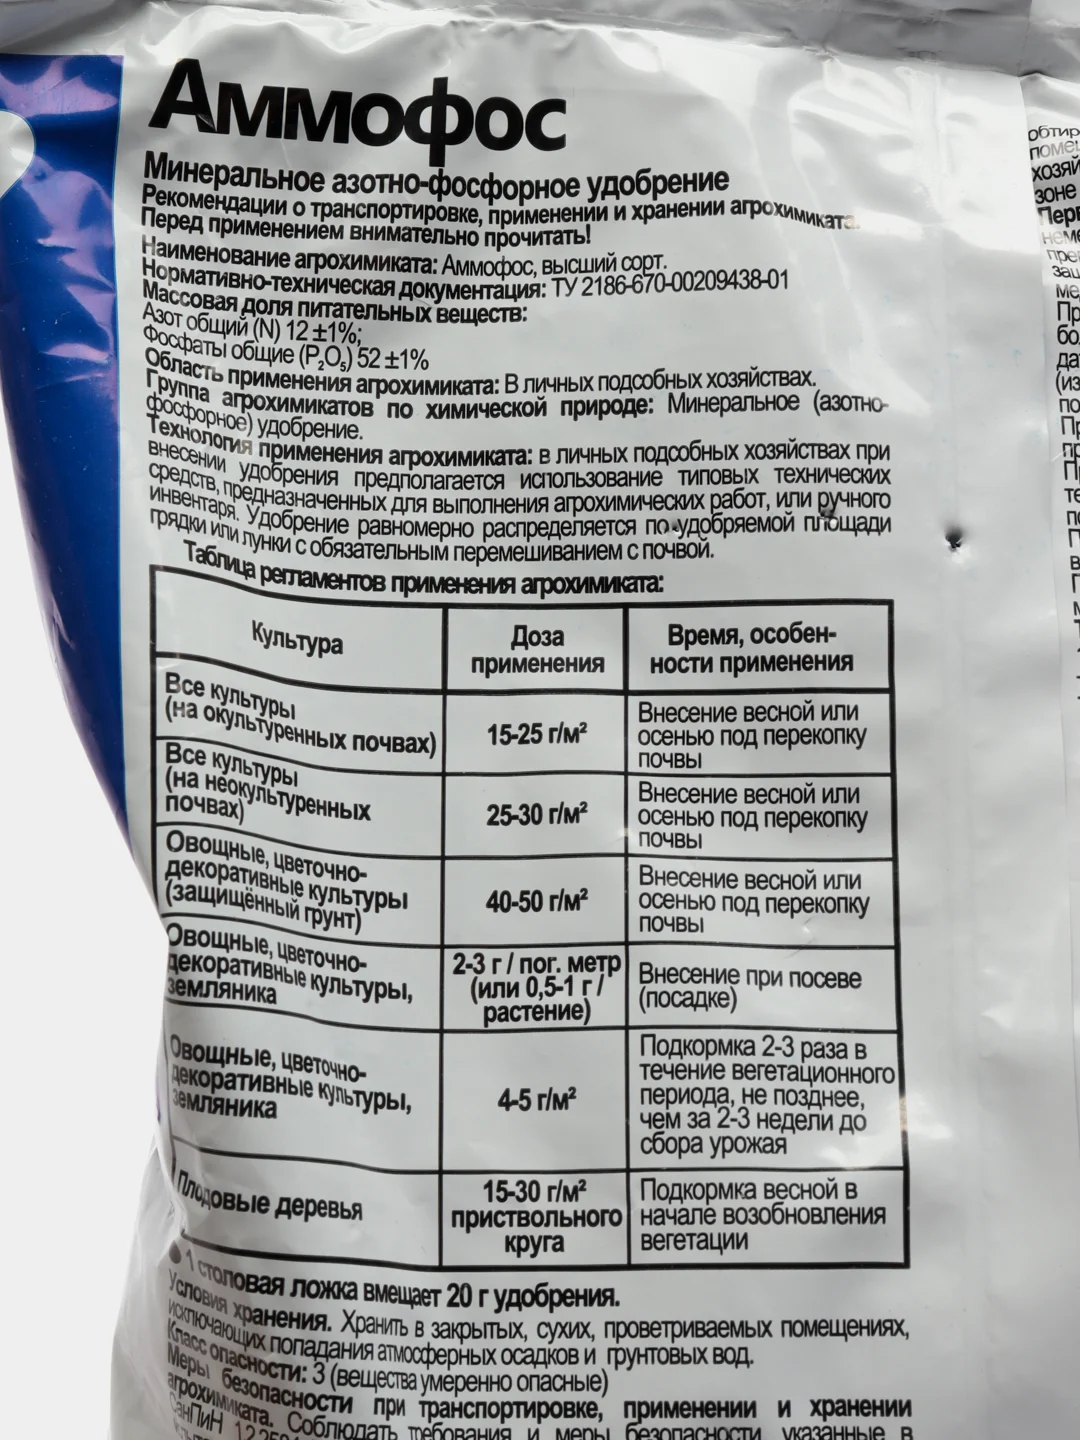 Аммофос
Минеральное азотно-фосфорное удобрение
Рекомендации о транспортировке, применении и хранении агрохимиката.
Перед применением внимательно прочитать!
Наименование агрохимиката: Аммофос, высший сорт.
Нормативно-техническая документация: ТУ 2186-670-00209438-01
Массовая доля питательных веществ:
Азот общий (N) 12 ±1%;
Фосфаты общие (P₂O₅) 52 ±1%
Область применения агрохимиката: В личных подсобных хозяйствах.
Группа агрохимикатов по химической природе: Минеральное (азотно-
фосфорное) удобрение.
Технология применения агрохимиката: в личных подсобных хозяйствах при
внесении удобрения предполагается использование типовых технических
средств, предназначенных для выполнения агрохимических работ, или ручного
инвентаря. Удобрение равномерно распределяется по удобряемой площади
грядки или лунки с обязательным перемешиванием с почвой.
Таблица регламентов применения агрохимиката:
Культура
Доза
применения
Время, особен-
ности применения
Все культуры
(на окультуренных почвах)
15-25 г/м²
Внесение весной или
осенью под перекопку
почвы
Все культуры
(на неокультуренных
почвах)
25-30 г/м²
Внесение весной или
осенью под перекопку
почвы
Овощные, цветочно-
декоративные культуры
(защищённый грунт)
40-50 г/м²
Внесение весной или
осенью под перекопку
почвы
Овощные, цветочно-
декоративные культуры,
земляника
2-3 г / пог. метр
(или 0,5-1 г /
растение)
Внесение при посеве
(посадке)
Овощные, цветочно-
декоративные культуры,
земляника
4-5 г/м²
Подкормка 2-3 раза в
течение вегетационного
периода, не позднее,
чем за 2-3 недели до
сбора урожая
Плодовые деревья
15-30 г/м²
приствольного
круга
Подкормка весной в
начале возобновления
вегетации
● 1 столовая ложка вмещает 20 г удобрения.
Условия хранения. Хранить в закрытых, сухих, проветриваемых помещениях,
исключающих попадания атмосферных осадков и грунтовых вод.
Класс опасности: 3 (вещества умеренно опасные)
Меры безопасности при транспортировке, применении и хранении
агрохимиката. Соблюдать требования и меры безопасности, указанные в
СанПиН
зоне